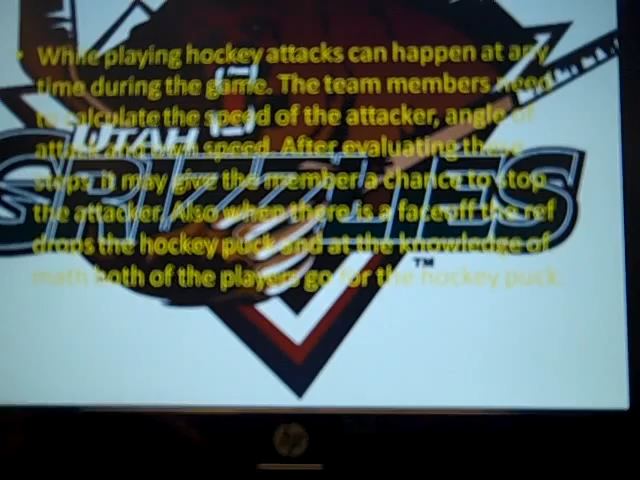 • While playing hockey attacks can happen at any
time during the game. The team members need
to calculate the speed of the attacker, angle of
attack and own speed. After evaluating these
steps it may give the member a chance to stop
the attacker. Also when there is a faceoff the ref
drops the hockey puck and at the knowledge of
math both of the players go for the hockey puck.
UTAH
GRIZZLIES
TM
hp